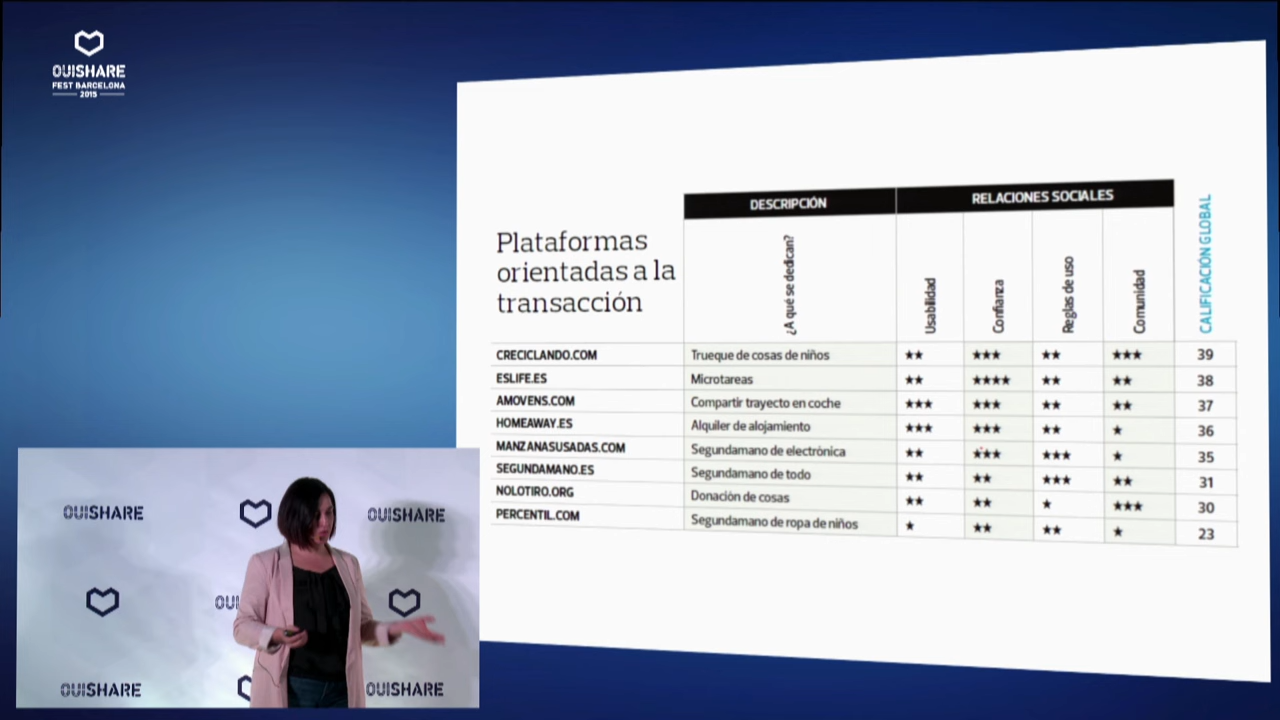 OUISHARE
FEST BARCELONA
2015
Plataformas
orientadas a la
transacción
DESCRIPCIÓN RELACIONES SOCIALES
¿A qué se dedican? Usabilidad Confianza Reglas de uso Comunidad CALIFICACIÓN GLOBAL
CRECICLANDO.COM Trueque de cosas de niños ★★ ★★★ ★★ ★★★ 39
ESLIFE.ES Microtareas ★★ ★★★★ ★★ ★★ 38
AMOVENS.COM Compartir trayecto en coche ★★★ ★★★ ★★ ★★ 37
HOMEAWAY.ES Alquiler de alojamiento ★★★ ★★★ ★★ ★ 36
MANZANASUSADAS.COM Segundamano de electrónica ★★ ★★★ ★★★ ★ 35
SEGUNDAMANO.ES Segundamano de todo ★★ ★★ ★★★ ★★ 31
NOLOTIRO.ORG Donación de cosas ★★ ★★ ★ ★★★ 30
PERCENTIL.COM Segundamano de ropa de niños ★ ★★ ★★ ★ 23
OUISHARE OUISHARE
OUI
OUISHARE OUISHARE